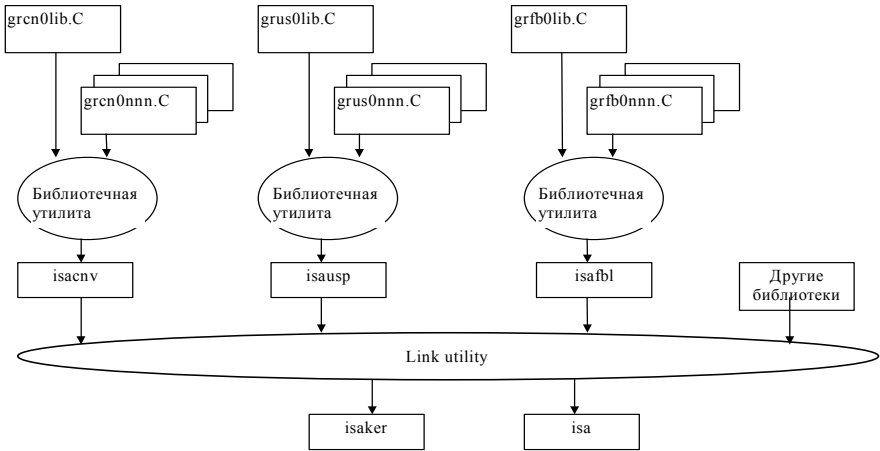 grcn0lib.C
grus0lib.C
grfb0lib.C
grcn0nnn.C
grus0nnn.C
grfb0nnn.C
Библиотечная
утилита
Библиотечная
утилита
Библиотечная
утилита
isacnv
isausp
isafbl
Другие
библиотеки
Link utility
isaker
isa